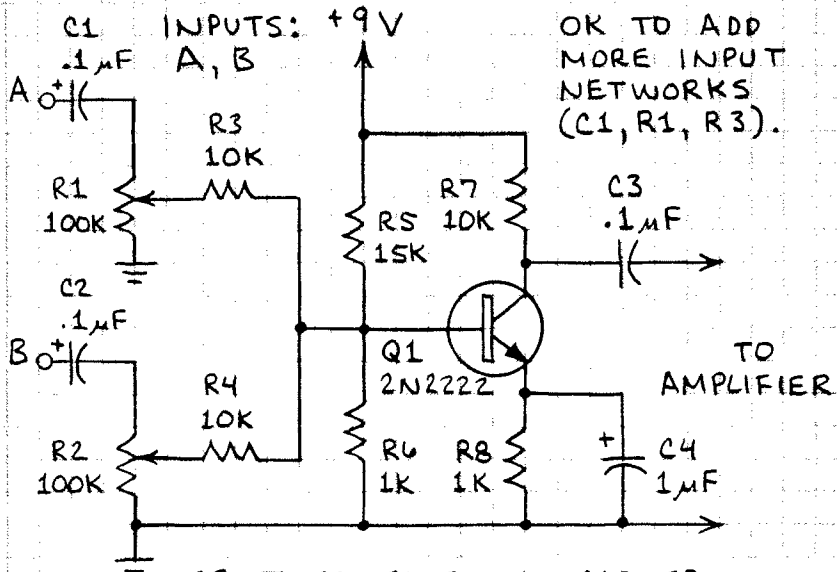 C1
.1μF
INPUTS:
A, B
+9V
OK TO ADD
MORE INPUT
NETWORKS
(C1, R1, R3).
A
+
R3
10K
R1
100K
R5
15K
R7
10K
C3
.1μF
C2
.1μF
B
+
Q1
2N2222
TO
AMPLIFIER
R4
10K
R2
100K
R6
1K
R8
1K
+
C4
1μF